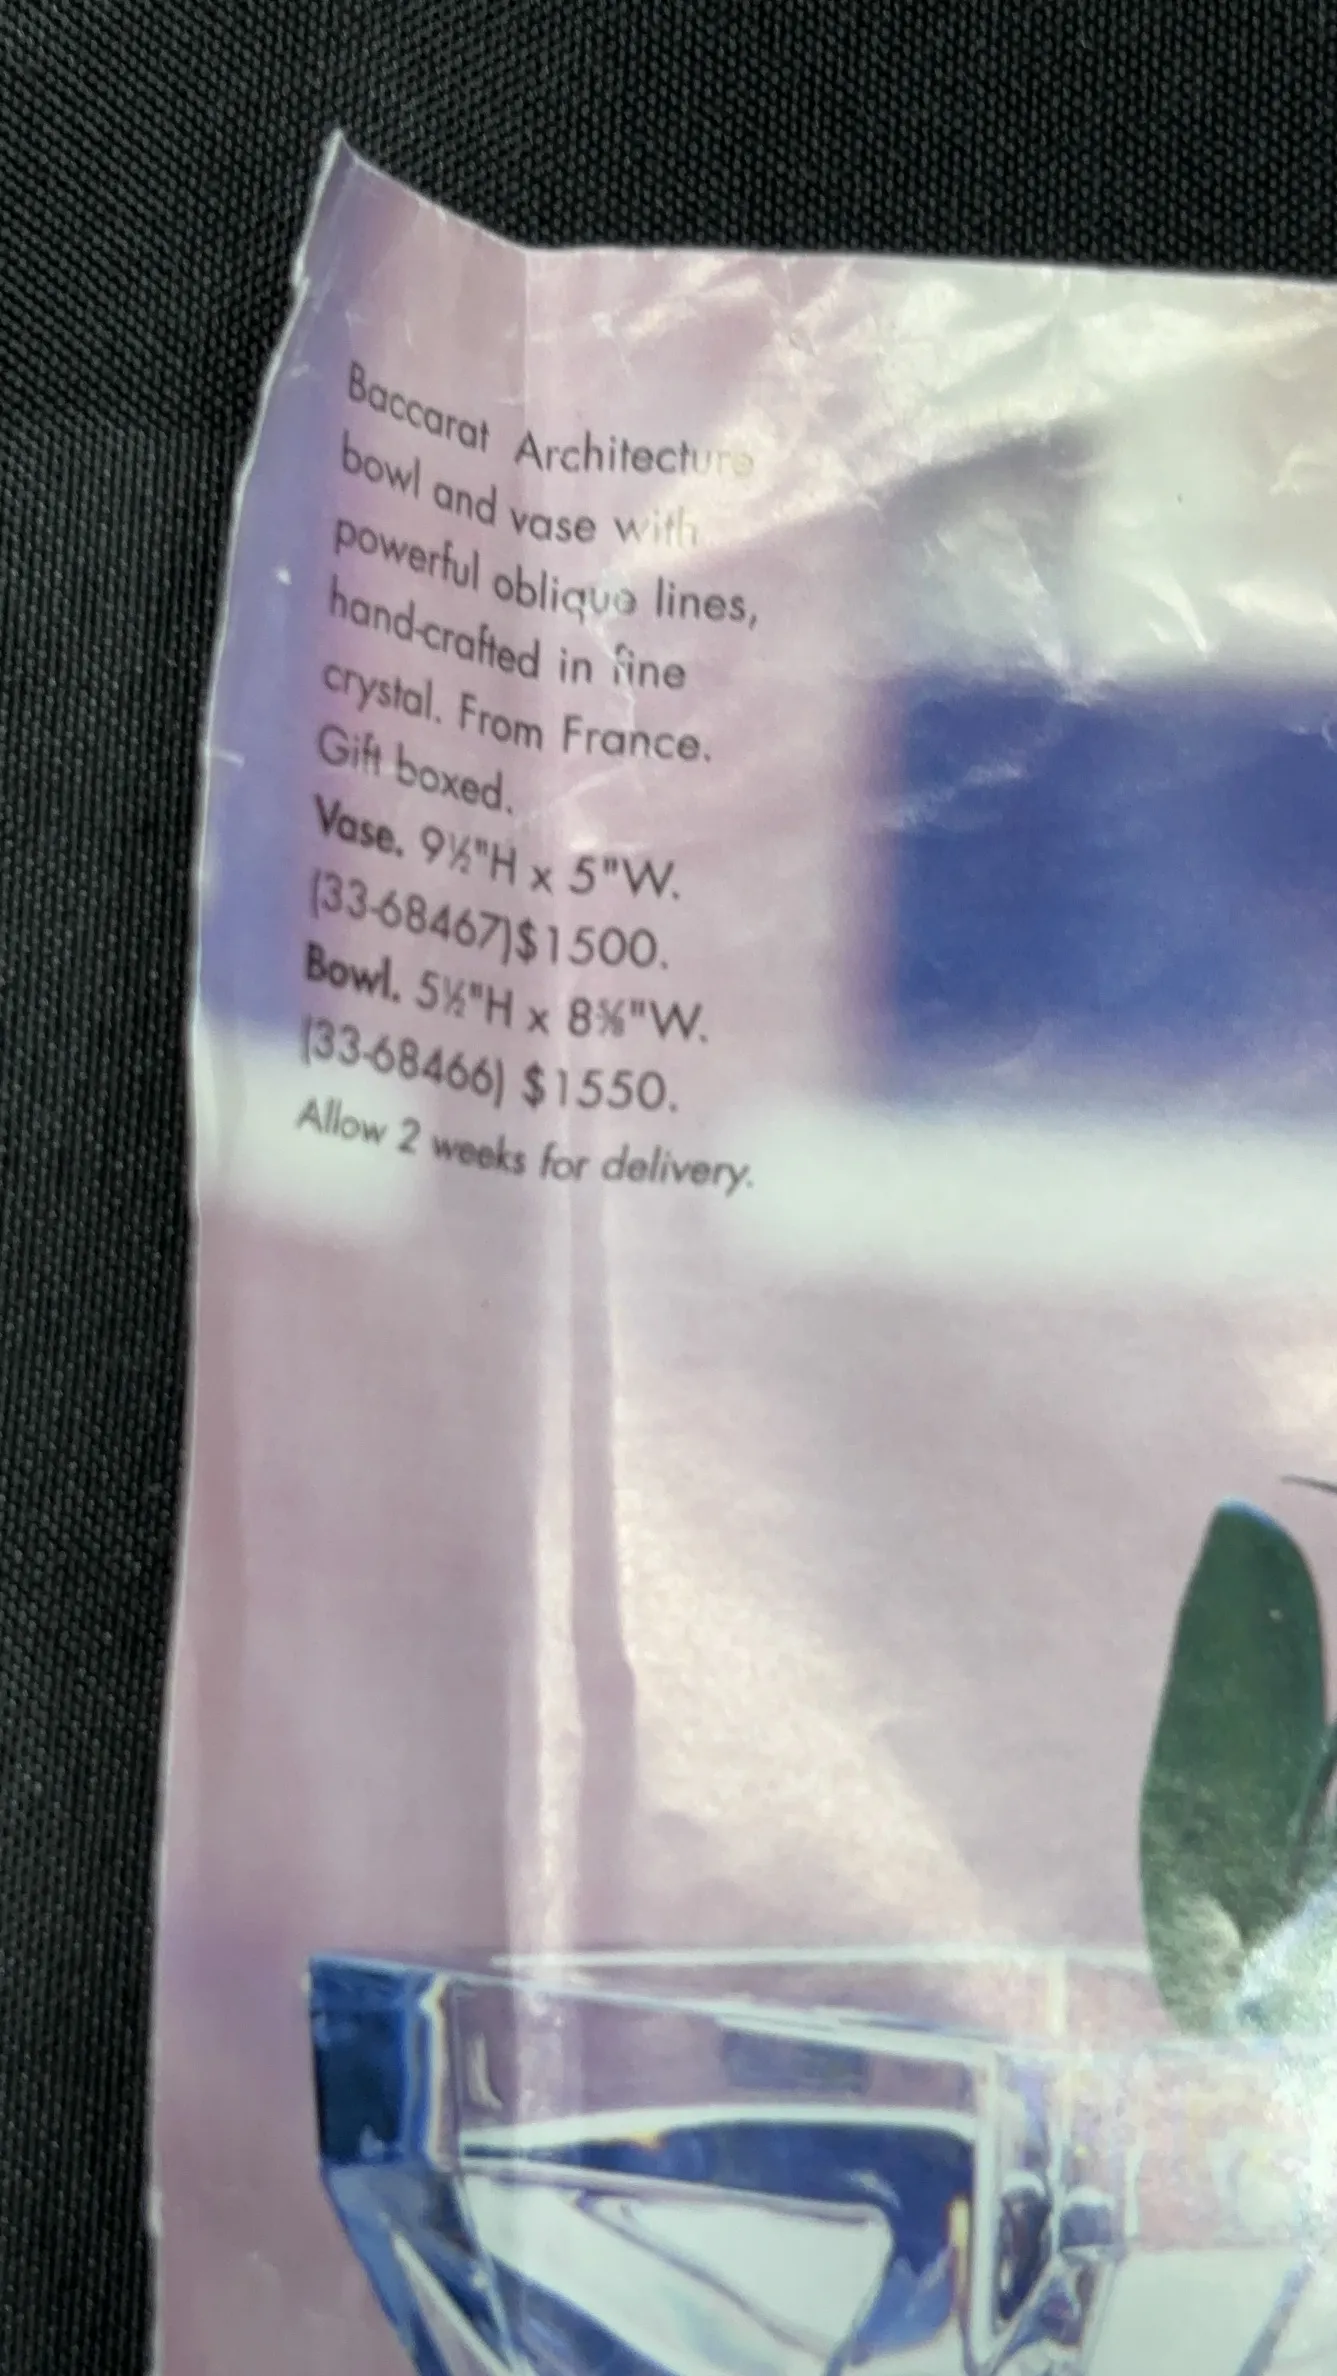 Baccarat Architecture
bowl and vase with
powerful oblique lines,
hand-crafted in fine
crystal. From France.
Gift boxed.
Vase. 9½"H x 5"W.
(33-68467)$1500.
Bowl. 5½"H x 8⅝"W.
(33-68466) $1550.
Allow 2 weeks for delivery.